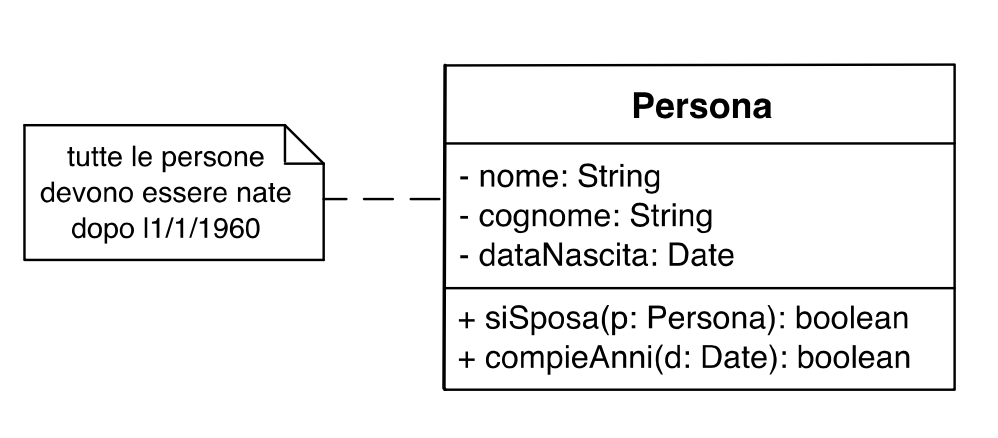 tutte le persone
devono essere nate
dopo l1/1/1960
Persona
- nome: String
- cognome: String
- dataNascita: Date
+ siSposa(p: Persona): boolean
+ compieAnni(d: Date): boolean